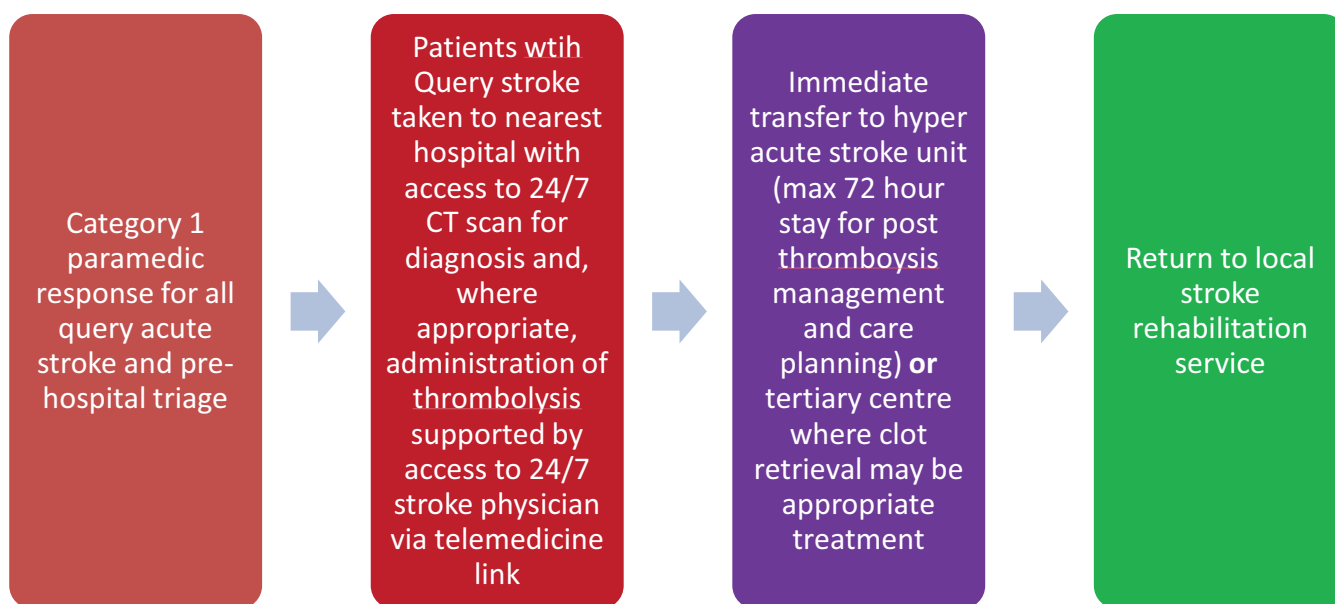 Category 1
paramedic
response for all
query acute
stroke and pre-
hospital triage
Patients wtih
Query stroke
taken to nearest
hospital with
access to 24/7
CT scan for
diagnosis and,
where
appropriate,
administration of
thrombolysis
supported by
access to 24/7
stroke physician
via telemedicine
link
Immediate
transfer to hyper
acute stroke unit
(max 72 hour
stay for post
thromboysis
management
and care
planning) or
tertiary centre
where clot
retrieval may be
appropriate
treatment
Return to local
stroke
rehabilitation
service